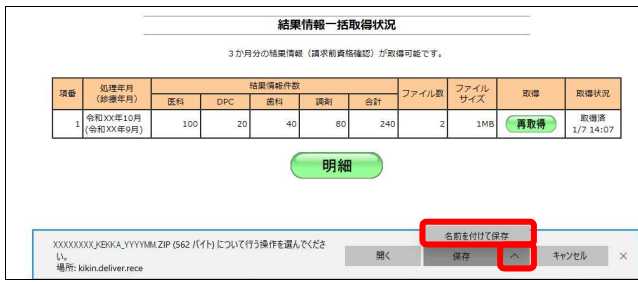 結果情報一括取得状況
3か月分の結果情報（請求前資格確認）が取得可能です。
項番 処理年月 （診療年月） 結果情報件数 ファイル数 ファイルサイズ 取得 取得状況
医科 DPC 歯科 調剤 合計
1 令和XX年10月 (令和XX年9月) 100 20 40 80 240 2 1MB 再取得 取得済 1/7 14:07
明細
名前を付けて保存
XXXXXXXX_KEKKA_YYYYMM.ZIP (562 バイト) について行う操作を選んでくださ
い。
場所: kikin.deliver.rece
開く 保存 ^ キャンセル ×